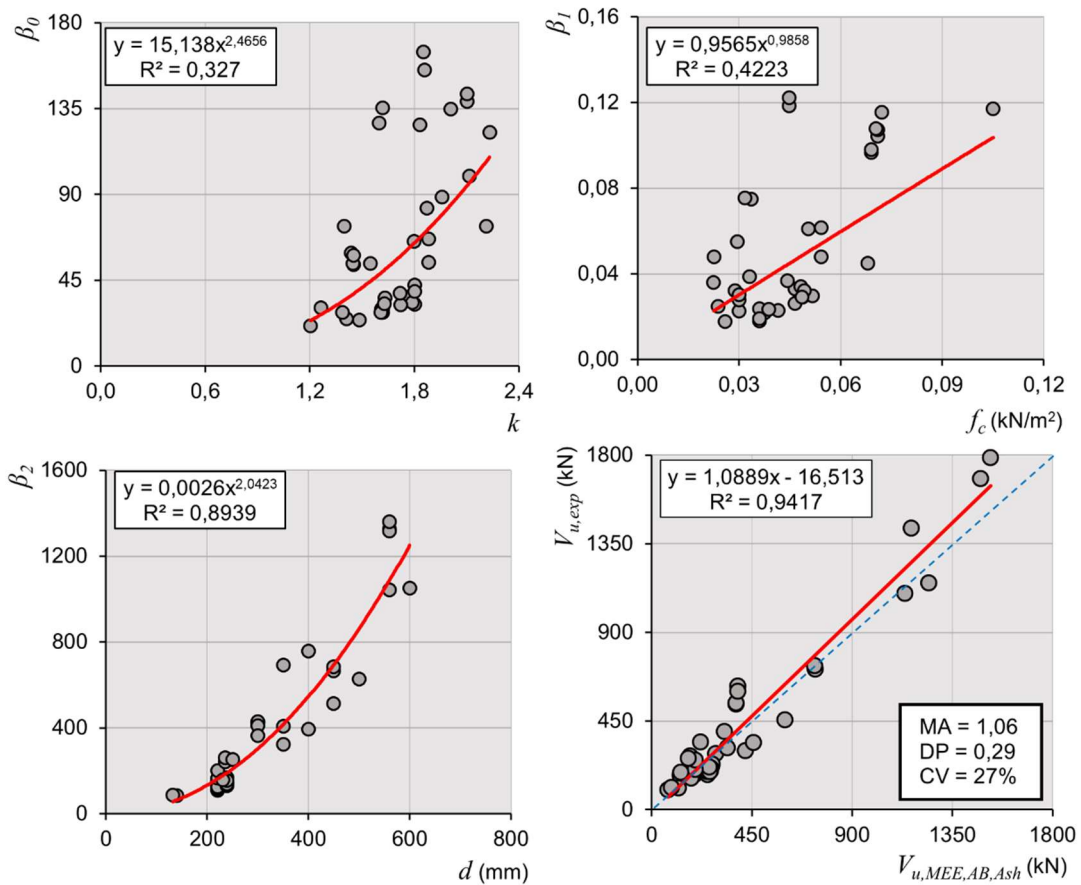 β0
180
135
90
45
0
y = 15,138x^2,4656
R² = 0,327
0,0 0,6 1,2 1,8 2,4
k
β1
0,16
0,12
0,08
0,04
0,00
y = 0,9565x^0,9858
R² = 0,4223
0,00 0,03 0,06 0,09 0,12
fc (kN/m²)
β2
1600
1200
800
400
0
y = 0,0026x^2,0423
R² = 0,8939
0 200 400 600 800
d (mm)
Vu,exp (kN)
1800
1350
900
450
0
y = 1,0889x - 16,513
R² = 0,9417
MA = 1,06
DP = 0,29
CV = 27%
0 450 900 1350 1800
Vu,MEE,AB,Ash (kN)